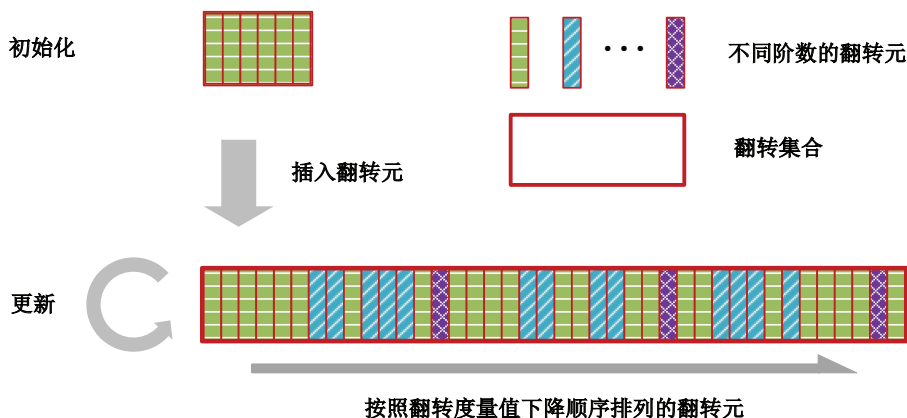 初始化
不同阶数的翻转元
翻转集合
插入翻转元
更新
按照翻转度量值下降顺序排列的翻转元